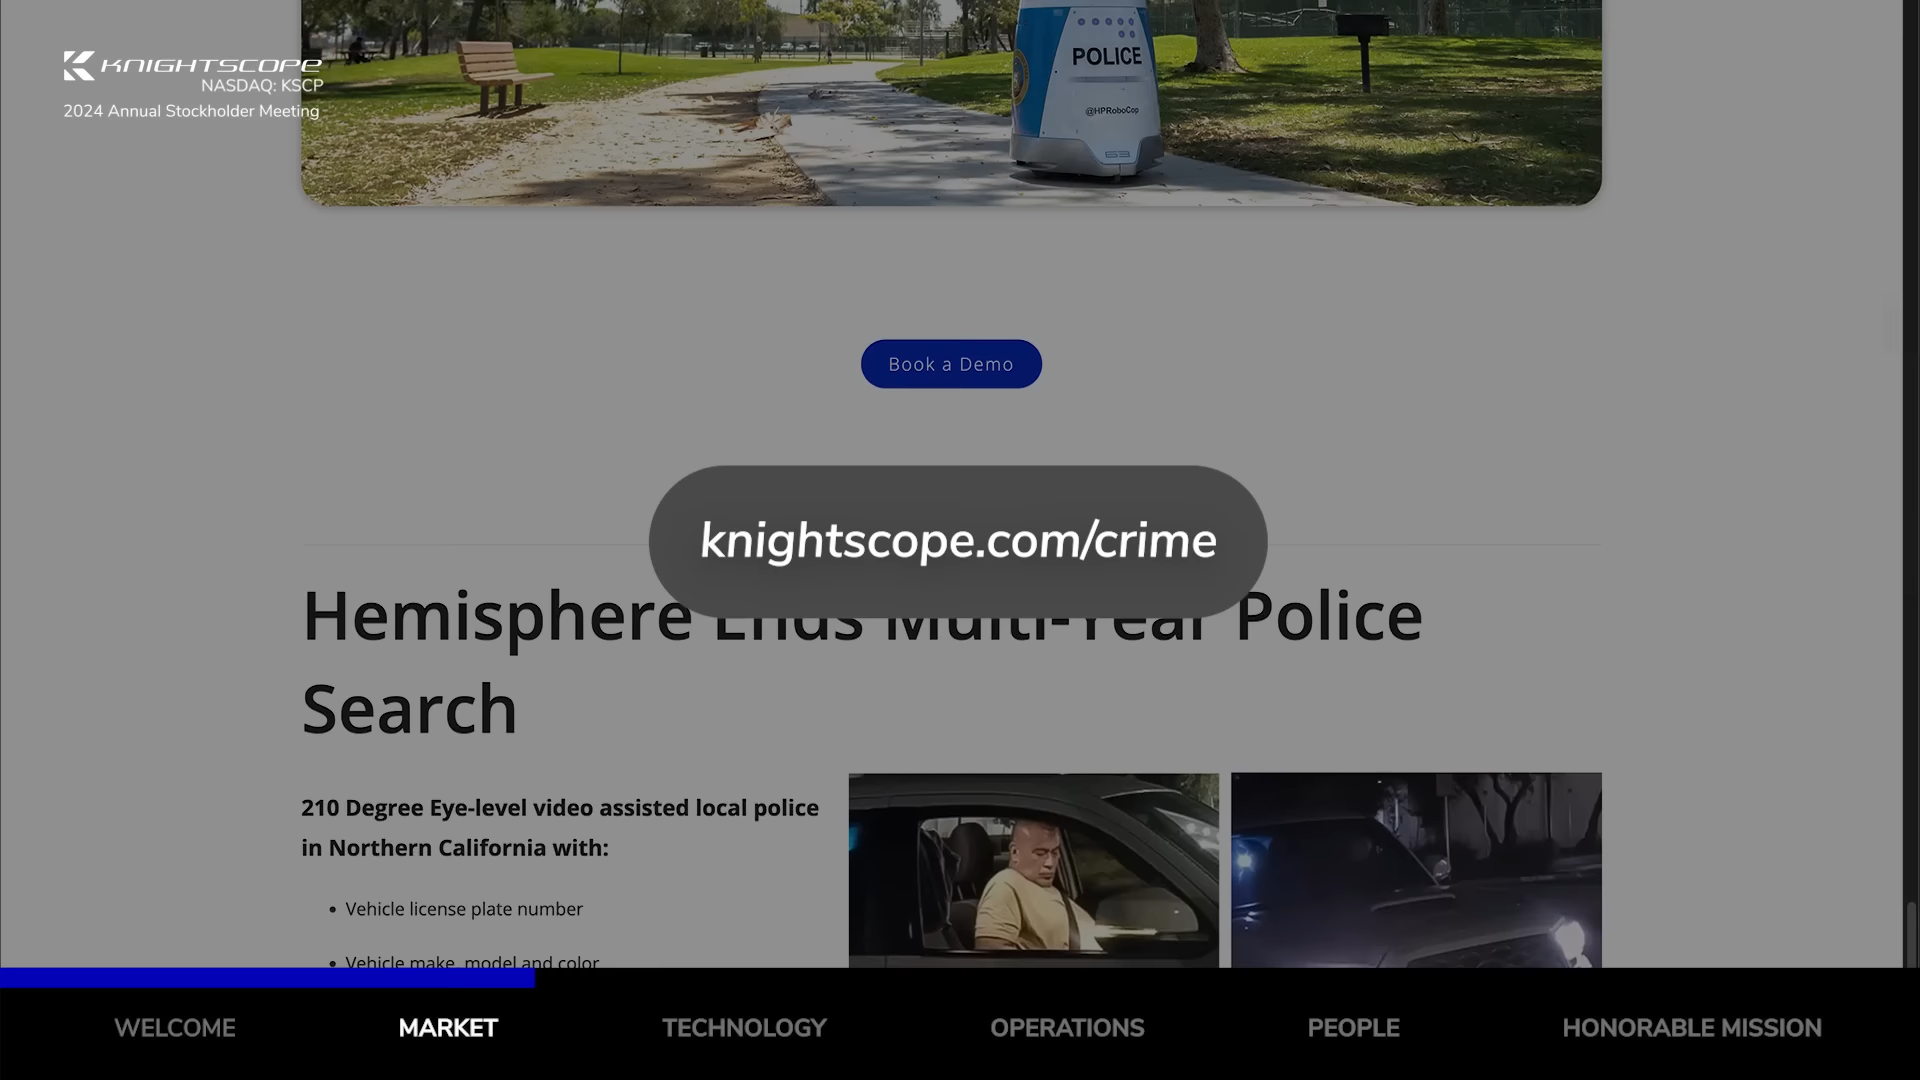 KNIGHTSCOPE
NASDAQ: KSCP
2024 Annual Stockholder Meeting
POLICE
@HPRoboCop
Book a Demo
knightscope.com/crime
Hemisphere Ends Multi-Year Police
Search
210 Degree Eye-level video assisted local police
in Northern California with:
• Vehicle license plate number
• Vehicle make, model and color
WELCOME
MARKET
TECHNOLOGY
OPERATIONS
PEOPLE
HONORABLE MISSION